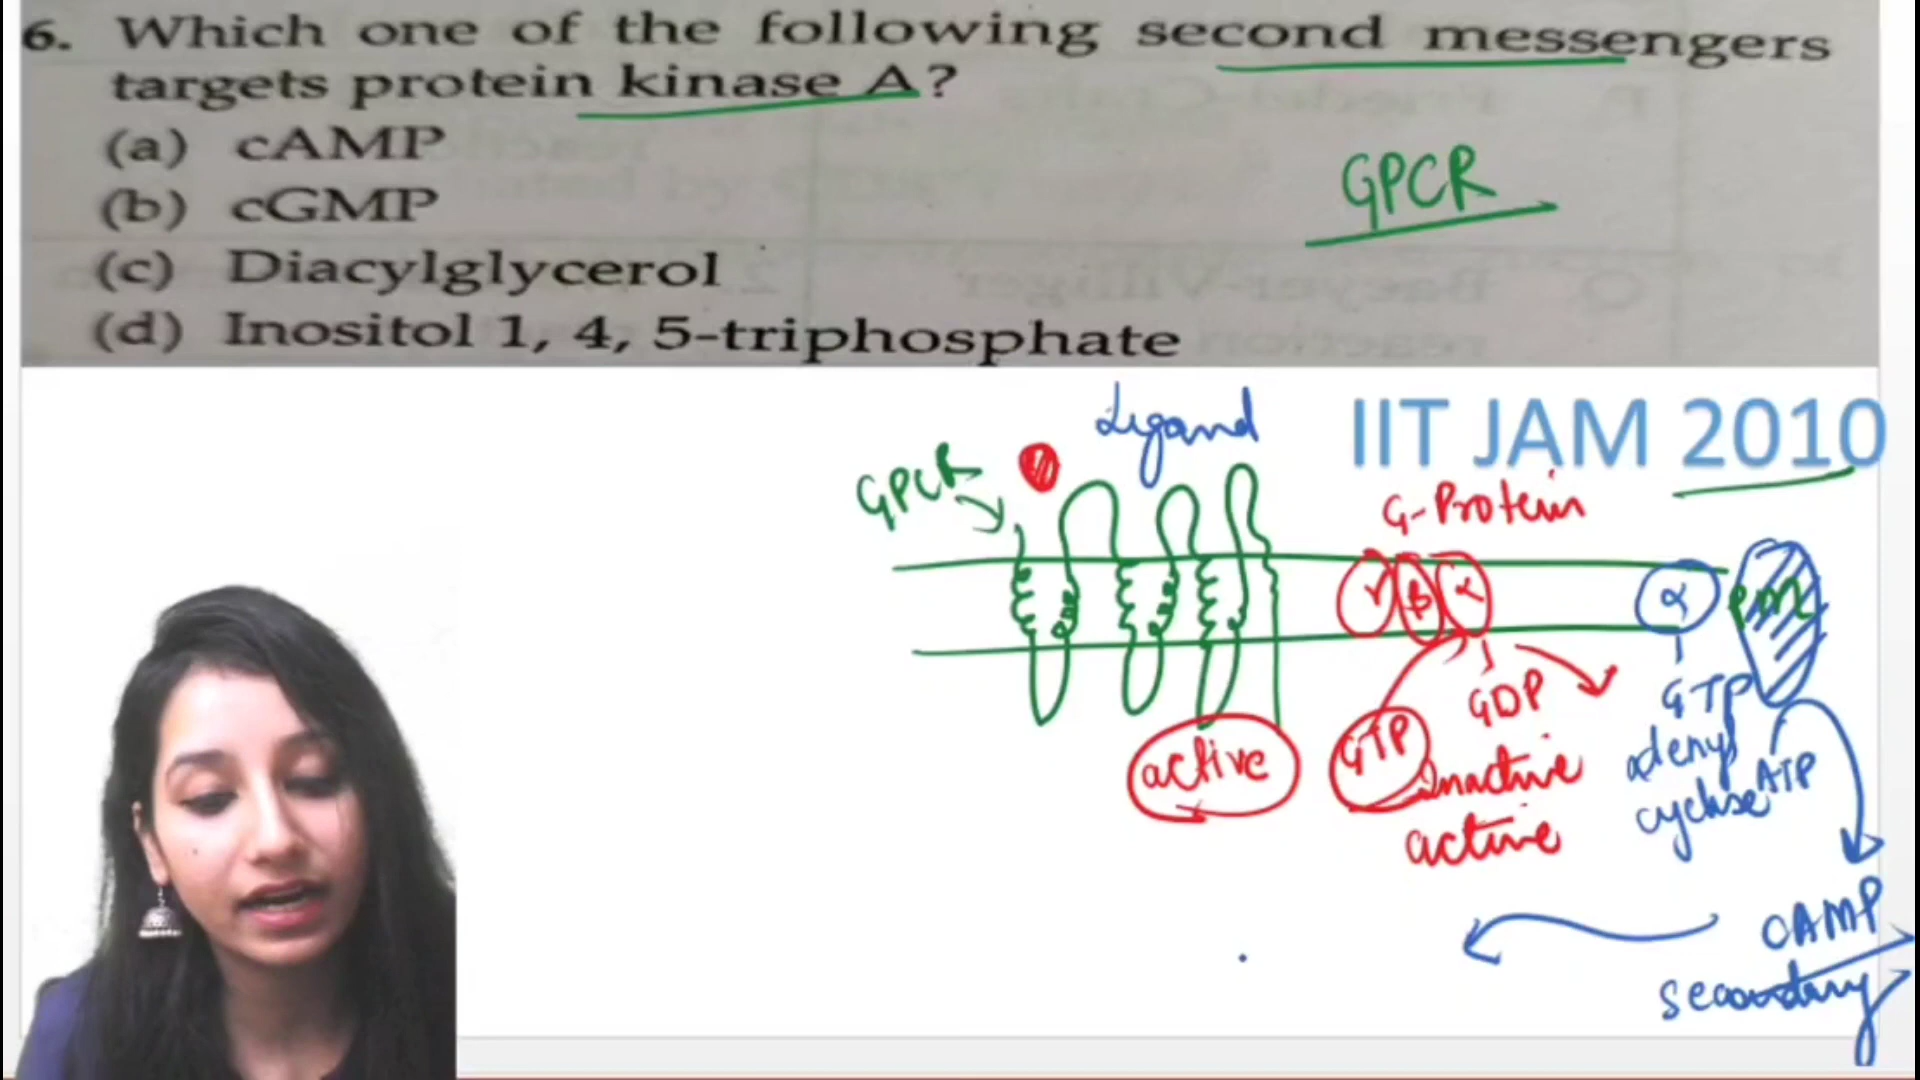 6. Which one of the following second messengers
targets protein kinase A?
(a) cAMP
(b) cGMP
(c) Diacylglycerol
(d) Inositol 1, 4, 5-triphosphate
GPCR
IIT JAM 2010
Ligand
GPCR
G-Protein
γ β α
α
PM
GDP
GTP
active
GTP
inactive
active
adenyl
cyclase
ATP
cAMP
secondary